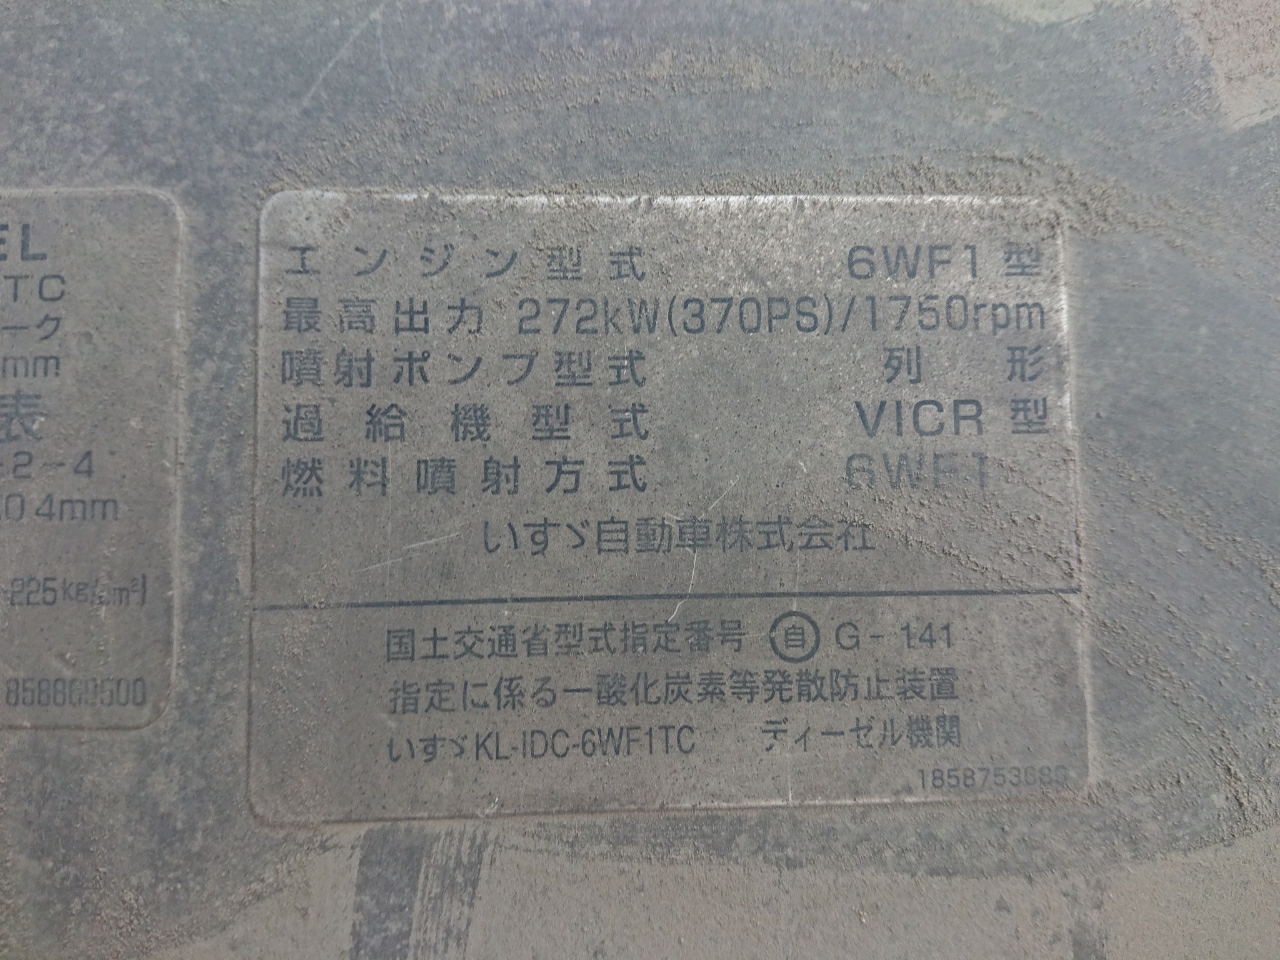 EL
TC
ーク
mm
表
-2-4
04mm
225kg/cm²)
エンジン型式 6WF1型
最高出力 272kW(370PS)/1750rpm
噴射ポンプ型式 列形
過給機型式 VICR型
燃料噴射方式 6WF1
いすゞ自動車株式会社
国土交通省型式指定番号 自 G-141
指定に係る一酸化炭素等発散防止装置
いすゞKL-IDC-6WF1TC ディーゼル機関